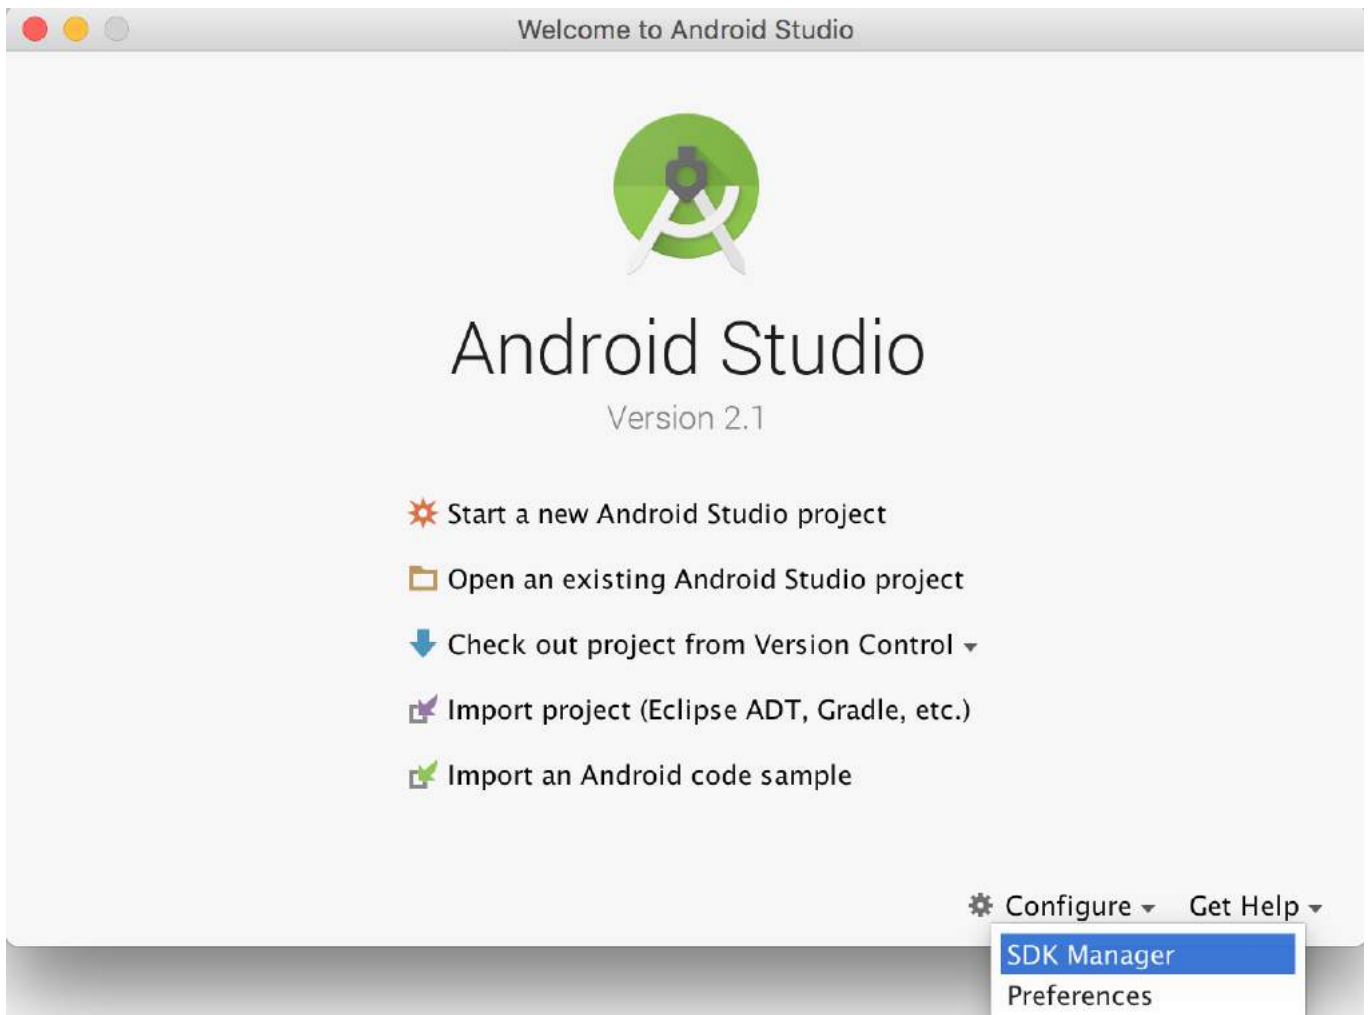 Welcome to Android Studio
Android Studio
Version 2.1
Start a new Android Studio project
Open an existing Android Studio project
Check out project from Version Control
Import project (Eclipse ADT, Gradle, etc.)
Import an Android code sample
Configure Get Help
SDK Manager
Preferences